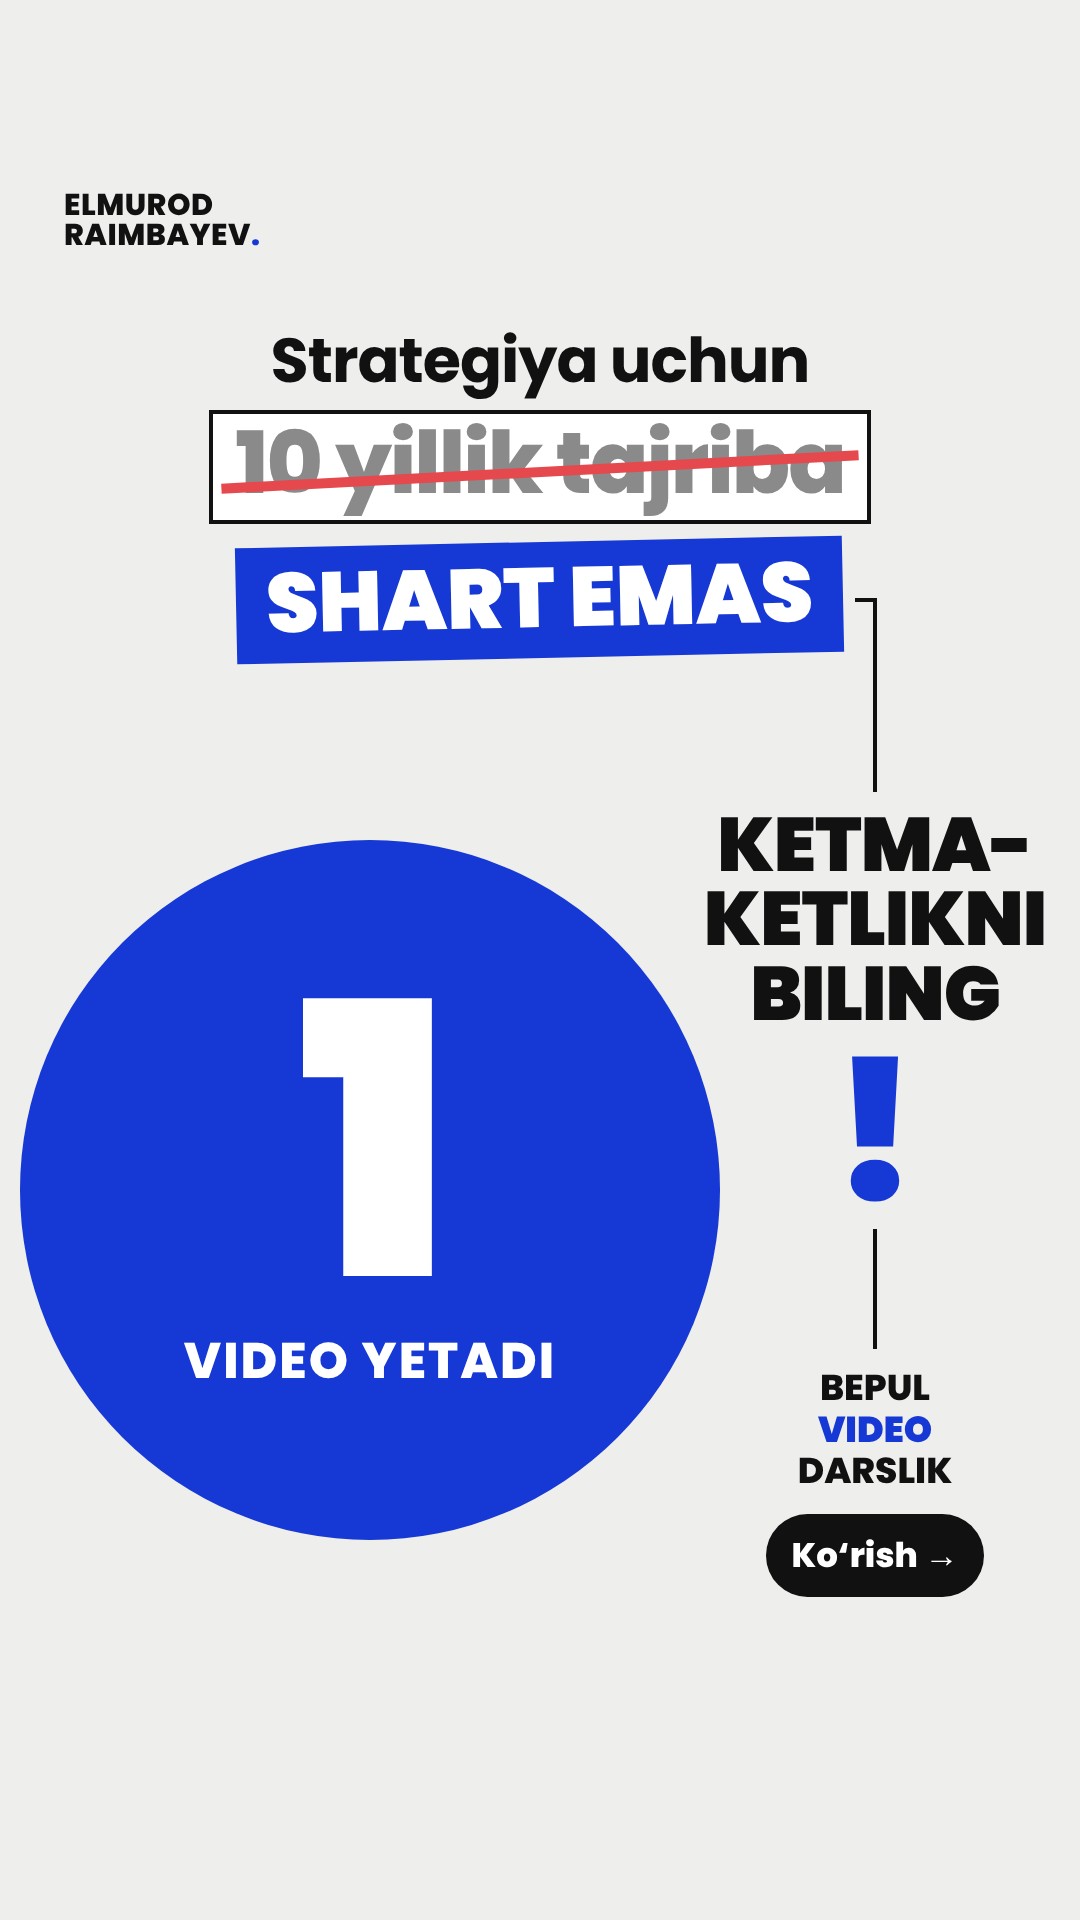 ELMUROD
RAIMBAYEV.
Strategiya uchun
10 yillik tajriba
SHART EMAS
KETMA-
KETLIKNI
BILING
!
1
VIDEO YETADI
BEPUL
VIDEO
DARSLIK
Ko‘rish →